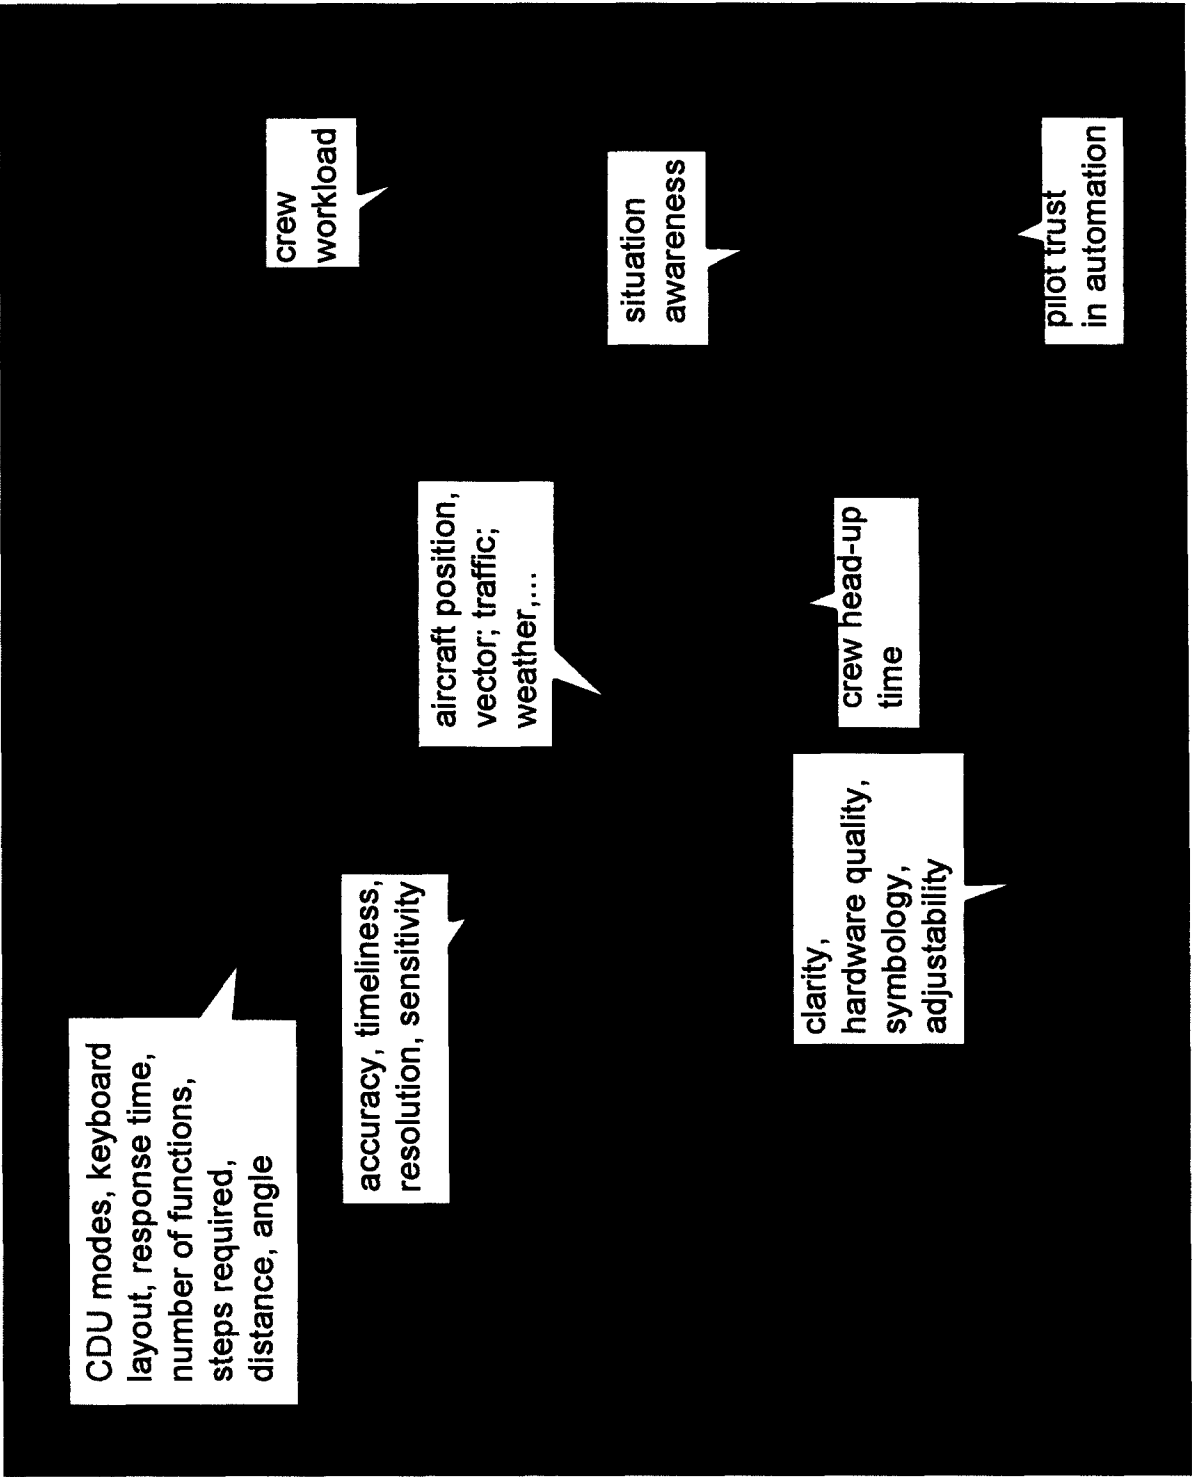 CDU modes, keyboard
layout, response time,
number of functions,
steps required,
distance, angle
accuracy, timeliness,
resolution, sensitivity
clarity,
hardware quality,
symbology,
adjustability
aircraft position,
vector; traffic;
weather,...
crew head-up
time
crew
workload
situation
awareness
pilot trust
in automation